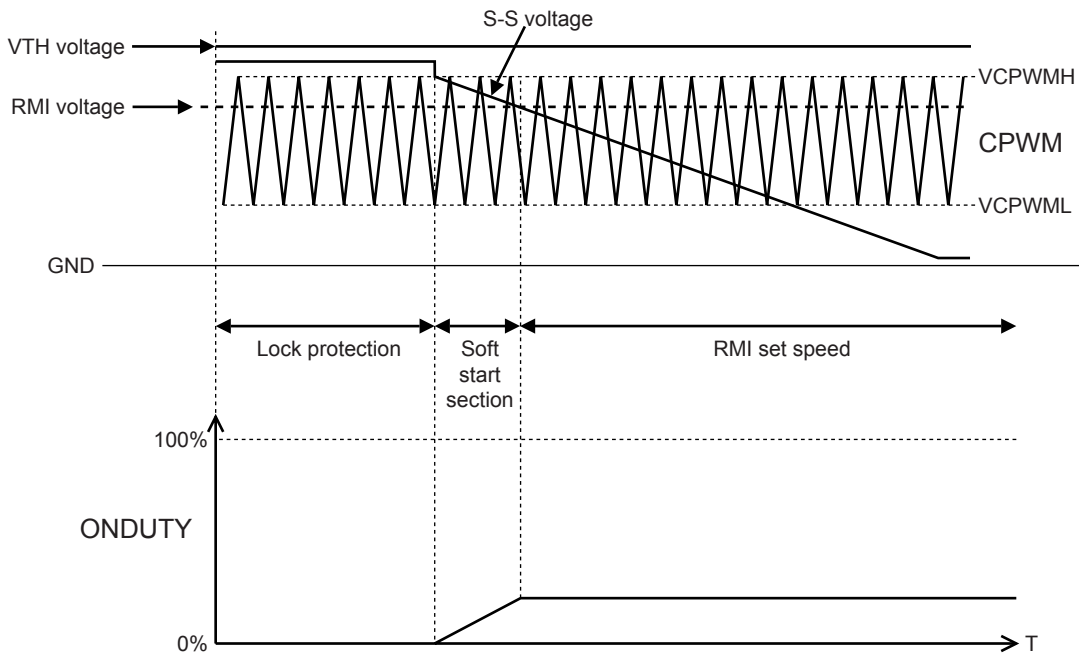 S-S voltage
VTH voltage
VCPWMH
RMI voltage
CPWM
VCPWML
GND
Lock protection
Soft
start
section
RMI set speed
100%
ONDUTY
0%
T